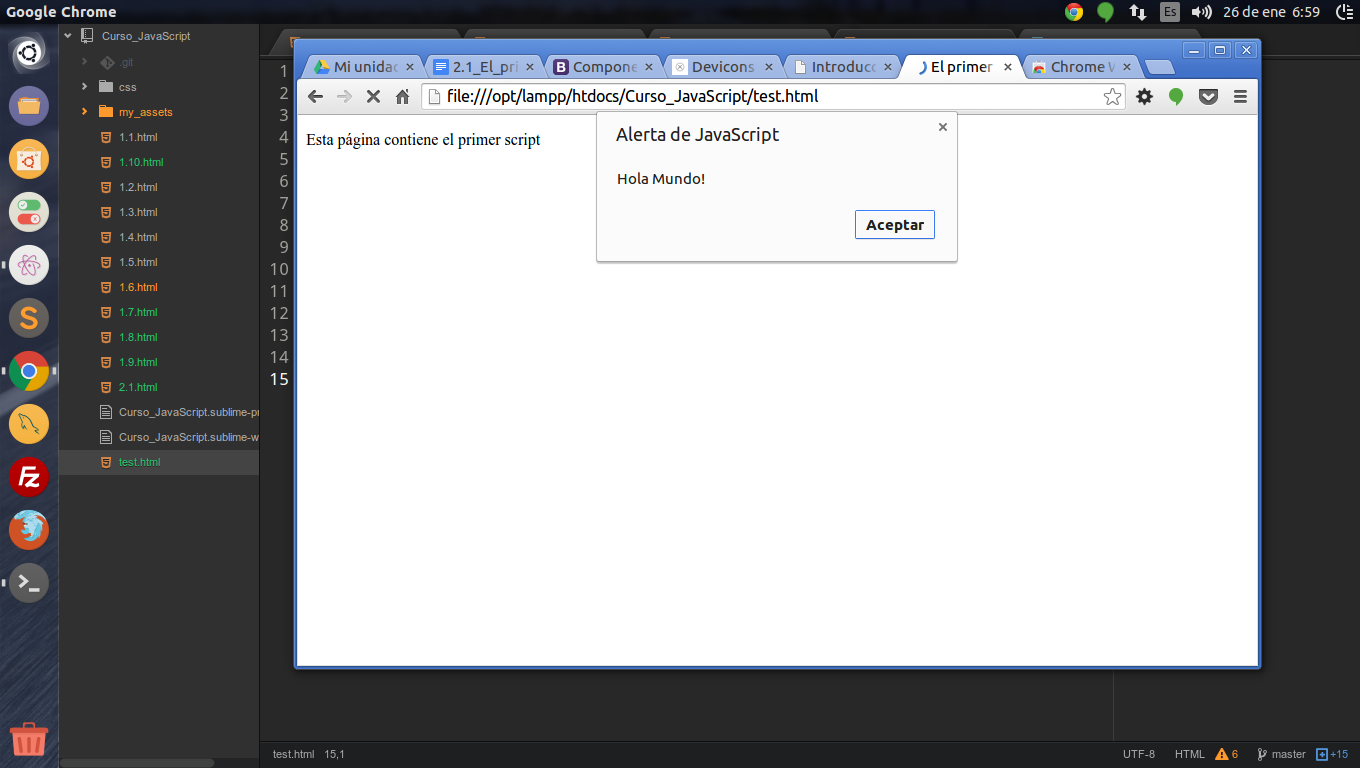 Google Chrome
Es
26 de ene 6:59
Curso_JavaScript
.git
css
my_assets
1.1.html
1.10.html
1.2.html
1.3.html
1.4.html
1.5.html
1.6.html
1.7.html
1.8.html
1.9.html
2.1.html
Curso_JavaScript.sublime-pr
Curso_JavaScript.sublime-w
test.html
1
2
3
4
5
6
7
8
9
10
11
12
13
14
15
Mi unidad
2.1_El_pri
Compone
Devicons
Introducc
El primer
Chrome W
file:///opt/lampp/htdocs/Curso_JavaScript/test.html
Esta página contiene el primer script
Alerta de JavaScript
Hola Mundo!
Aceptar
test.html 15,1
UTF-8 HTML 6 master +15